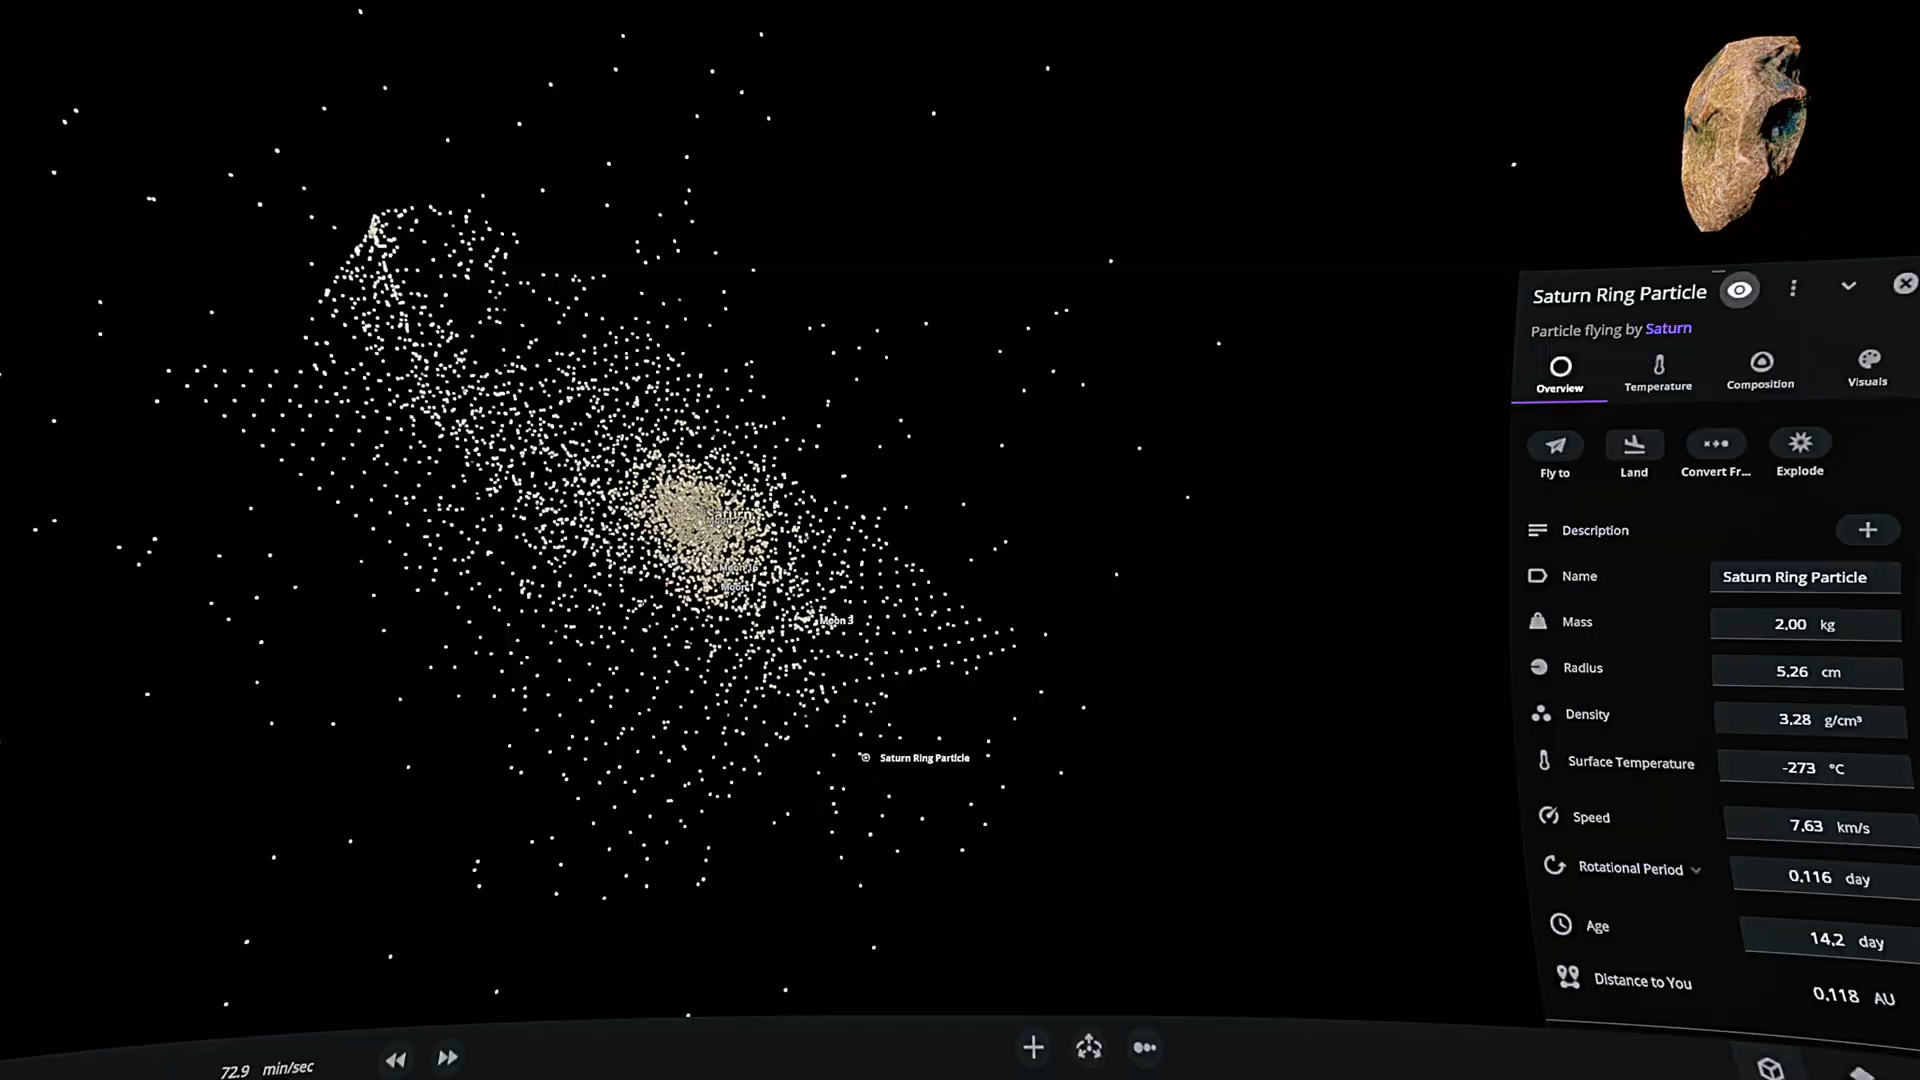 Saturn Ring Particle
Particle flying by Saturn
Overview
Temperature
Composition
Visuals
Fly to
Land
Convert Fr...
Explode
Description
Name
Saturn Ring Particle
Mass
2.00 kg
Radius
5.26 cm
Density
3.28 g/cm³
Surface Temperature
-273 °C
Speed
7.63 km/s
Rotational Period
0.116 day
Age
14.2 day
Distance to You
0.118 AU
Saturn
Moon 1
Moon 3
Saturn Ring Particle
72.9 min/sec